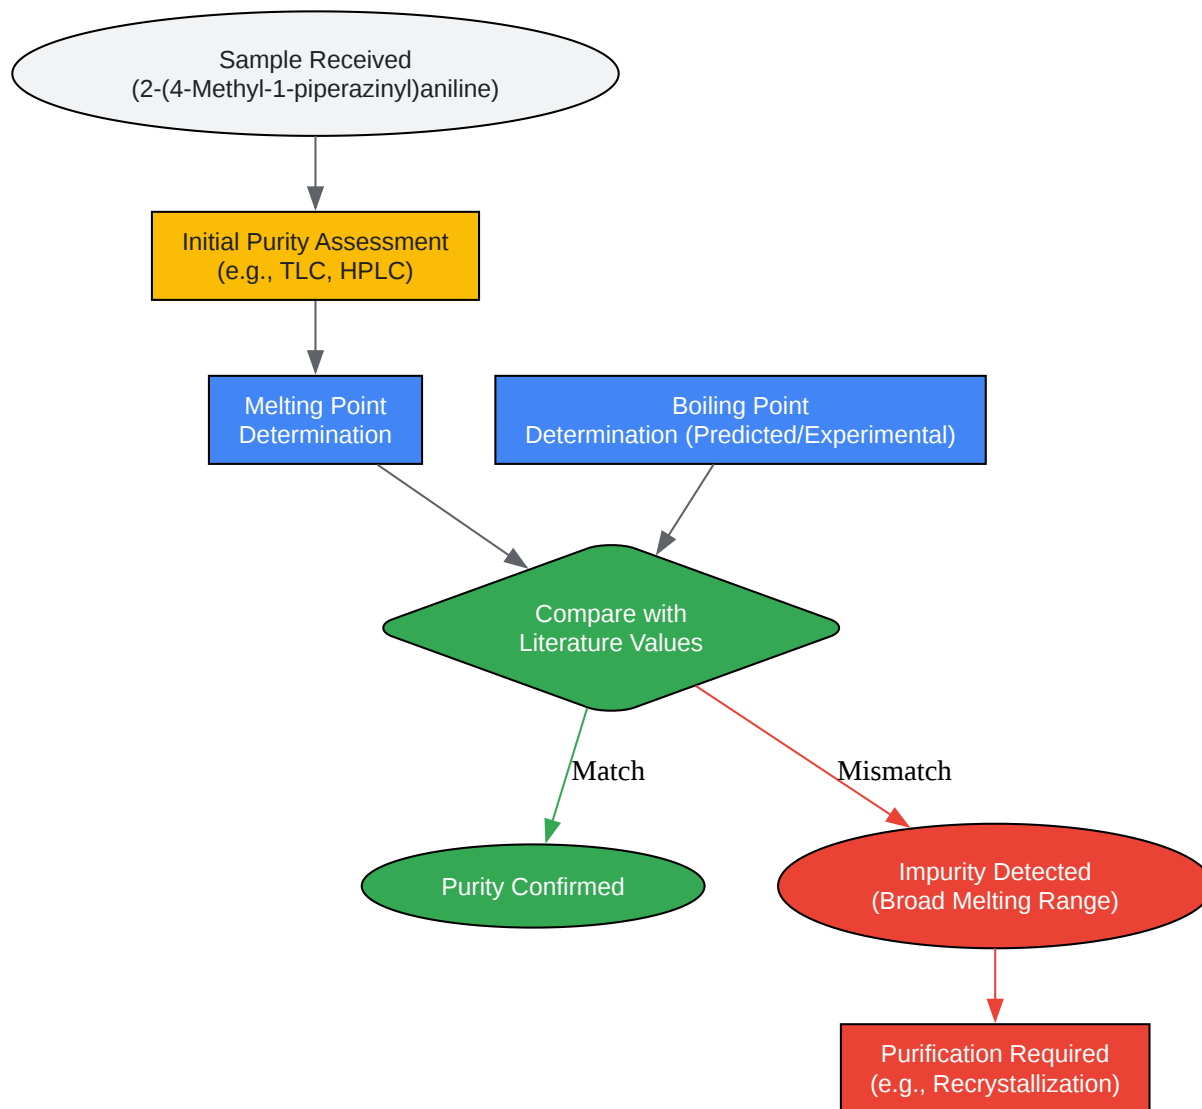 Sample Received
(2-(4-Methyl-1-piperazinyl)aniline)
Initial Purity Assessment
(e.g., TLC, HPLC)
Melting Point
Determination
Boiling Point
Determination (Predicted/Experimental)
Compare with
Literature Values
Match
Mismatch
Purity Confirmed
Impurity Detected
(Broad Melting Range)
Purification Required
(e.g., Recrystallization)